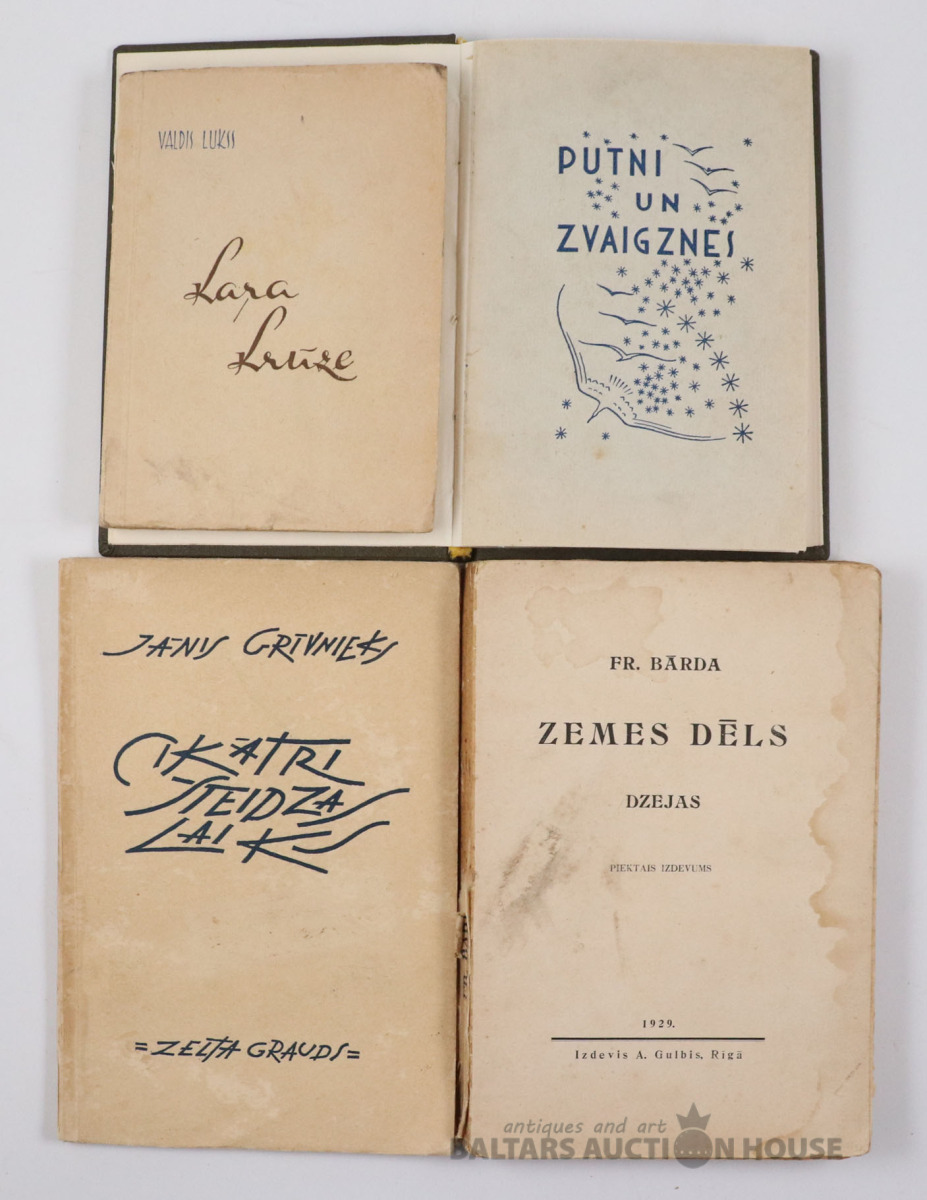 VALDIS LUKSS
Kaŗa
Krūze
PUTNI
UN
ZVAIGZNES
JĀNIS GRĪVNIEKS
CIK ĀTRI
STEIDZAS
LAIKS
=ZELTA GRAUDS=
FR. BĀRDA
ZEMES DĒLS
DZEJAS
PIEKTAIS IZDEVUMS
1929.
Izdevis A. Gulbis, Rīgā
antiques and art
BALTARS AUCTION HOUSE